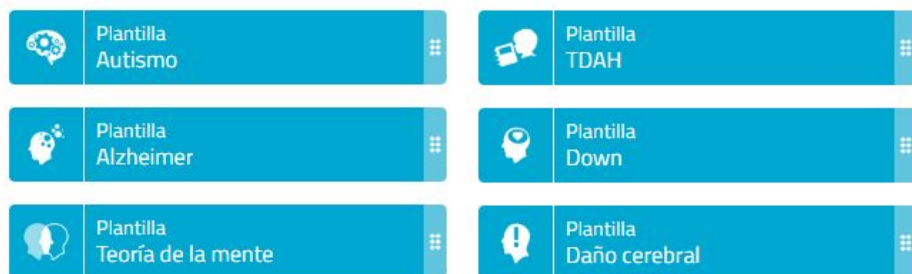 Plantilla
Autismo
Plantilla
TDAH
Plantilla
Alzheimer
Plantilla
Down
Plantilla
Teoría de la mente
Plantilla
Daño cerebral